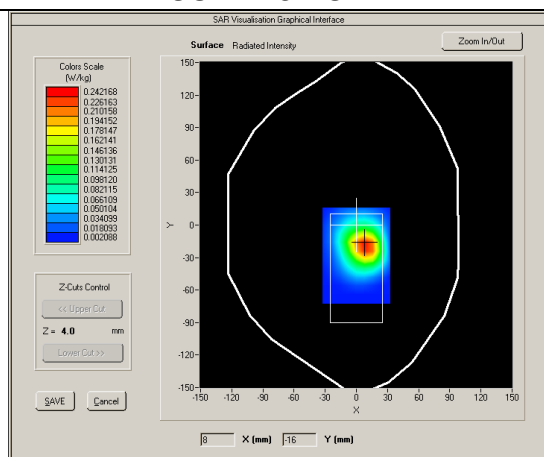 SAR Visualisation Graphical Interface
Surface Radiated Intensity
Zoom In/Out
Colors Scale
(W/kg)
0.242168
0.226163
0.210158
0.194152
0.178147
0.162141
0.146136
0.130131
0.114125
0.098120
0.082115
0.066109
0.050104
0.034099
0.018093
0.002088
Z-Cuts Control
<< Upper Cut
Z = 4.0 mm
Lower Cut >>
SAVE
Cancel
Y
150-
120-
90-
60-
30-
0-
-30-
-60-
-90-
-120-
-150-
-150 -120 -90 -60 -30 0 30 60 90 120 150
X
8 X (mm) -16 Y (mm)